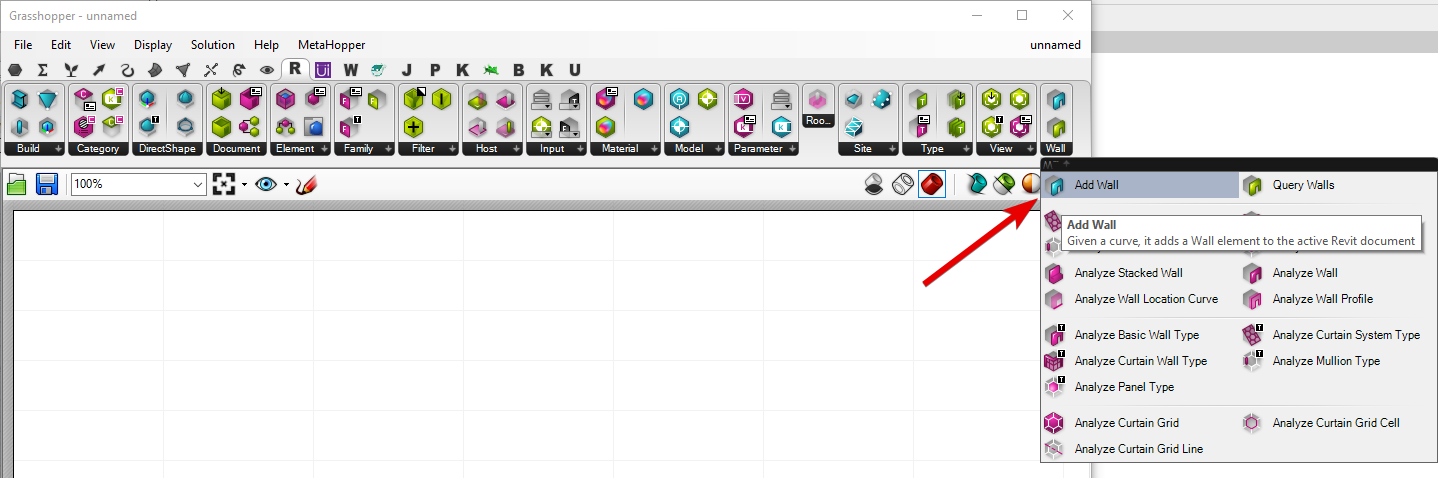 Grasshopper - unnamed
File Edit View Display Solution Help MetaHopper unnamed
Σ R W J P K B K U
Build Category DirectShape Document Element Family Filter Host Input Material Model Parameter Roo... Site Type View Wall
100%
Add Wall Query Walls
Add Wall
Given a curve, it adds a Wall element to the active Revit document
Analyze Stacked Wall Analyze Wall
Analyze Wall Location Curve Analyze Wall Profile
Analyze Basic Wall Type Analyze Curtain System Type
Analyze Curtain Wall Type Analyze Mullion Type
Analyze Panel Type
Analyze Curtain Grid Analyze Curtain Grid Cell
Analyze Curtain Grid Line